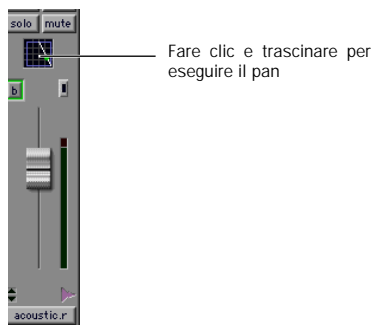 solo mute
Fare clic e trascinare per
eseguire il pan
b
acoustic.r